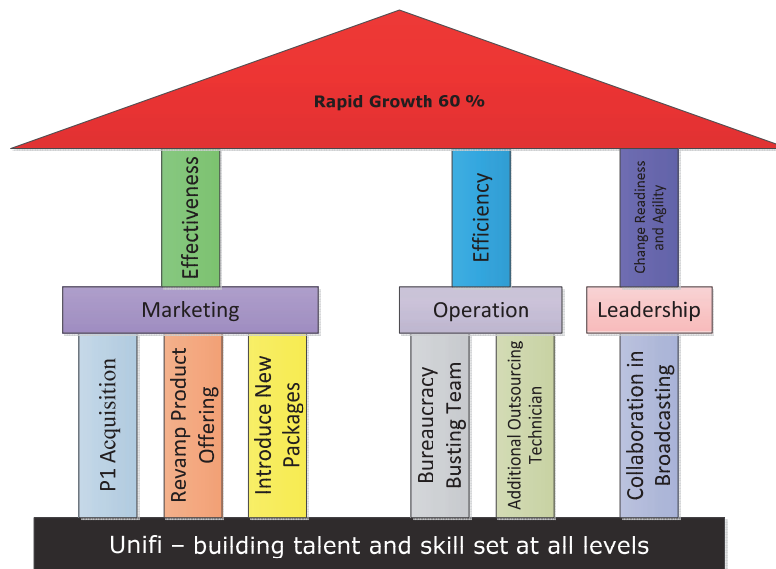 Rapid Growth 60 %
Effectiveness
Efficiency
Change Readiness
and Agility
Marketing
Operation
Leadership
P1 Acquisition
Revamp Product
Offering
Introduce New
Packages
Bureaucracy
Busting Team
Additional Outsourcing
Technician
Collaboration in
Broadcasting
Unifi – building talent and skill set at all levels